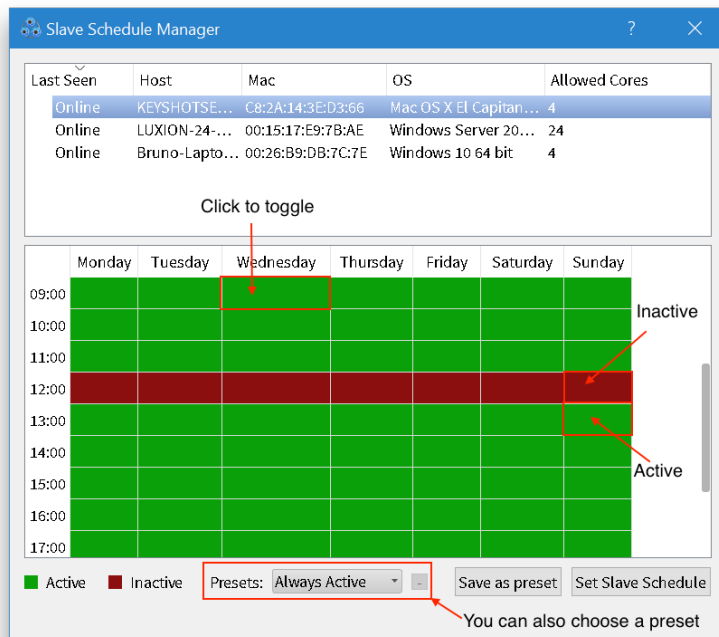 Slave Schedule Manager ?
Last Seen Host Mac OS Allowed Cores
Online KEYSHOTSE... C8:2A:14:3E:D3:66 Mac OS X El Capitan... 4
Online LUXION-24-... 00:15:17:E9:7B:AE Windows Server 20... 24
Online Bruno-Lapto... 00:26:B9:DB:7C:7E Windows 10 64 bit 4
Click to toggle
Monday Tuesday Wednesday Thursday Friday Saturday Sunday
09:00
10:00
Inactive
11:00
12:00
13:00
14:00
Active
15:00
16:00
17:00
Active Inactive Presets: Always Active - Save as preset Set Slave Schedule
You can also choose a preset